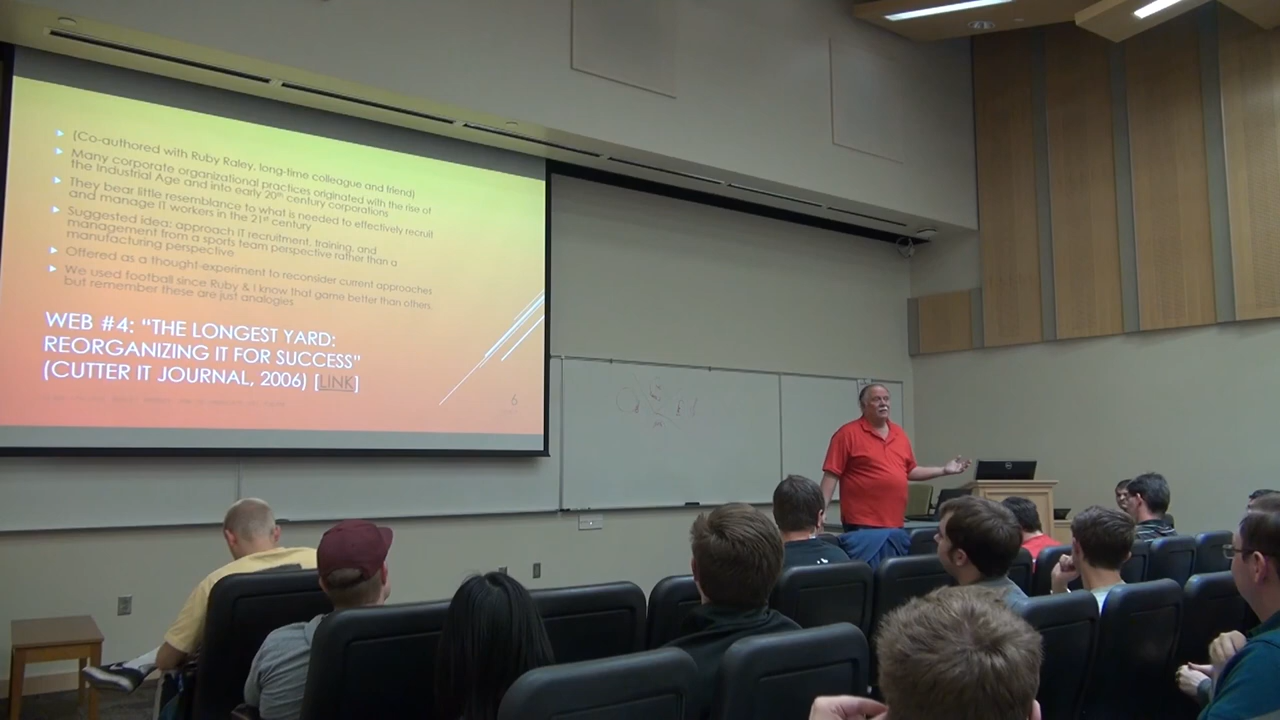 (Co-authored with Ruby Raley, long-time colleague and friend)
Many corporate organizational practices originated with the rise of
the Industrial Age and into early 20th century corporations
They bear little resemblance to what is needed to effectively recruit
and manage IT workers in the 21st century
Suggested idea: approach IT recruitment, training, and
management from a sports team perspective rather than a
manufacturing perspective
Offered as a thought-experiment to reconsider current approaches
We used football since Ruby & I know that game better than others,
but remember these are just analogies
WEB #4: “THE LONGEST YARD:
REORGANIZING IT FOR SUCCESS”
(CUTTER IT JOURNAL, 2006) [LINK]
6